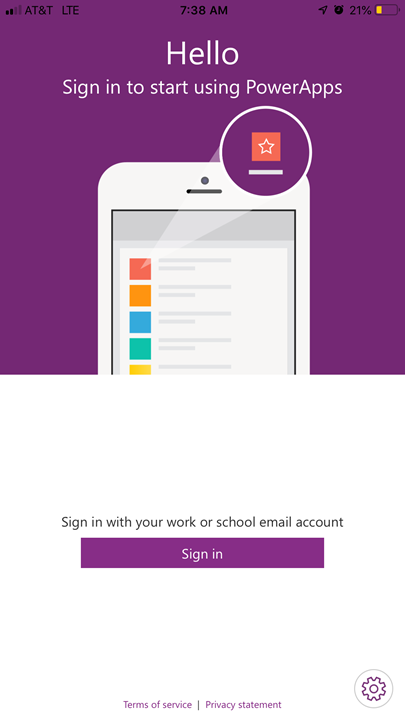 AT&T LTE 7:38 AM 21%
Hello
Sign in to start using PowerApps
Sign in with your work or school email account
Sign in
Terms of service | Privacy statement